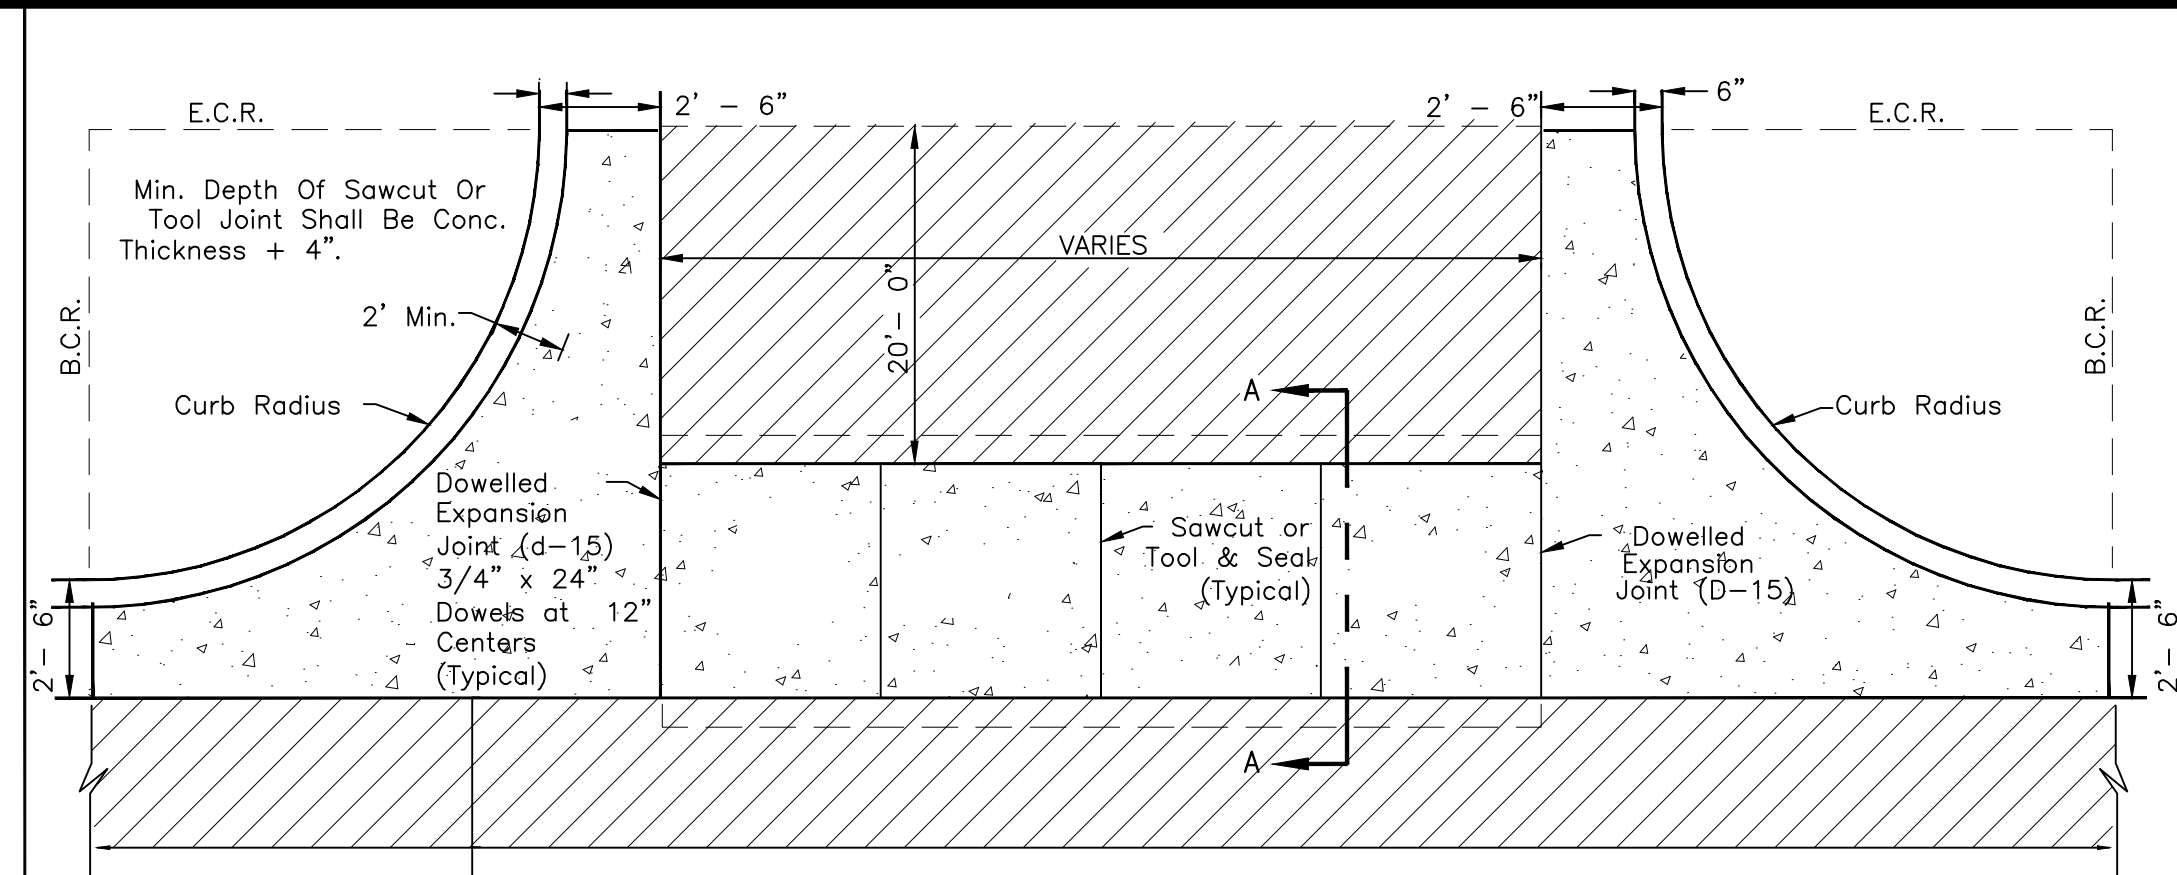 E.C.R.
2' - 6"
2' - 6"
6"
E.C.R.
Min. Depth Of Sawcut Or
Tool Joint Shall Be Conc.
Thickness + 4".
VARIES
20'- 0"
B.C.R.
2' Min.
B.C.R.
A
Curb Radius
Curb Radius
Dowelled
Expansion
Joint (d-15)
3/4" x 24"
Dowels at 12"
Centers
(Typical)
Sawcut or
Tool & Seal
(Typical)
Dowelled
Expansion
Joint (D-15)
2'- 6"
2'- 6"
A